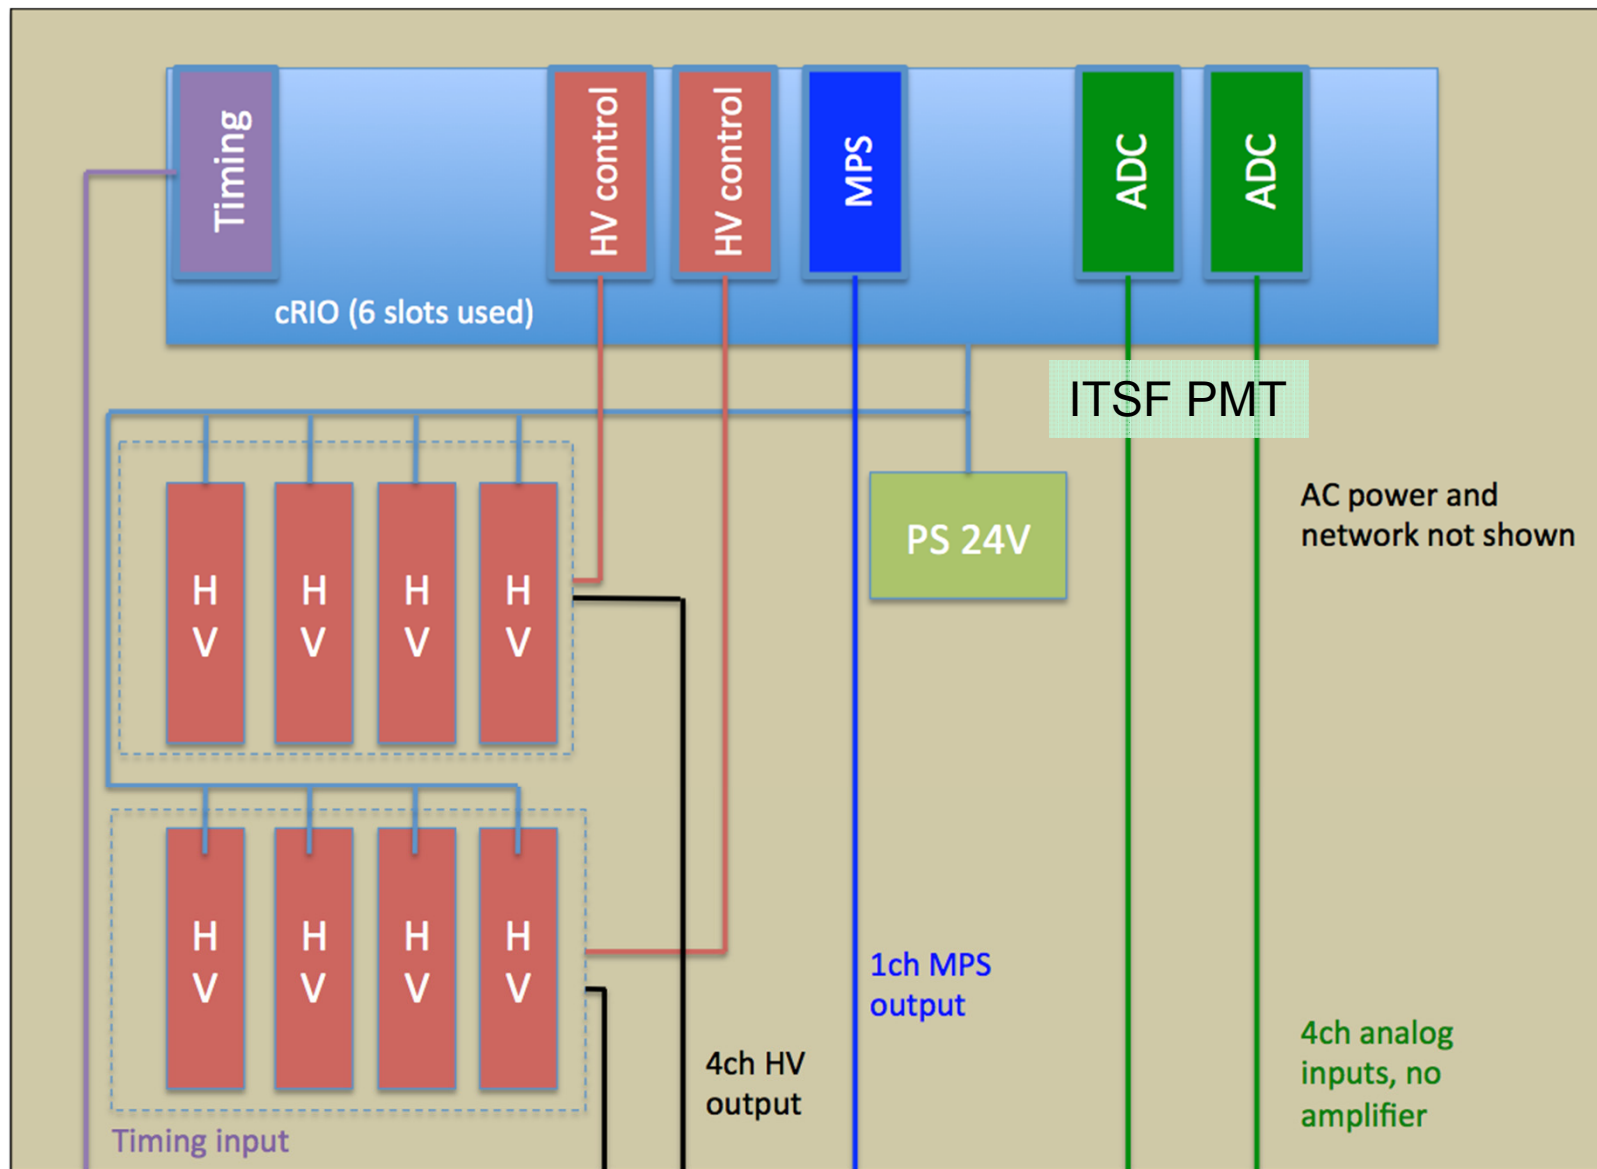 Timing
HV control
HV control
MPS
ADC
ADC
cRIO (6 slots used)
ITSF PMT
PS 24V
AC power and
network not shown
H
V
H
V
H
V
H
V
H
V
H
V
H
V
H
V
1ch MPS
output
4ch HV
output
4ch analog
inputs, no
amplifier
Timing input